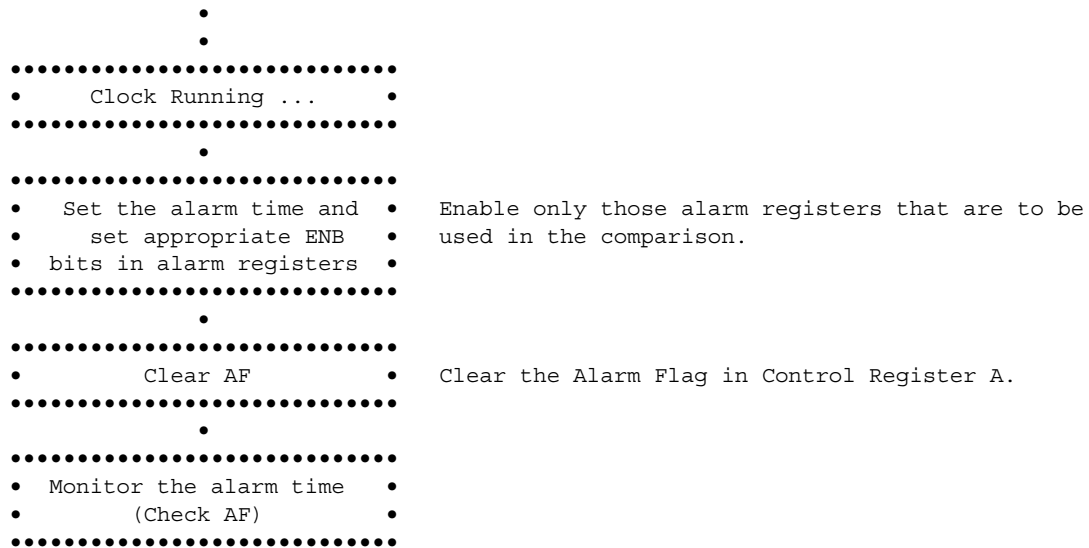 Clock Running ...
Set the alarm time and Enable only those alarm registers that are to be
set appropriate ENB used in the comparison.
bits in alarm registers
Clear AF Clear the Alarm Flag in Control Register A.
Monitor the alarm time
(Check AF)